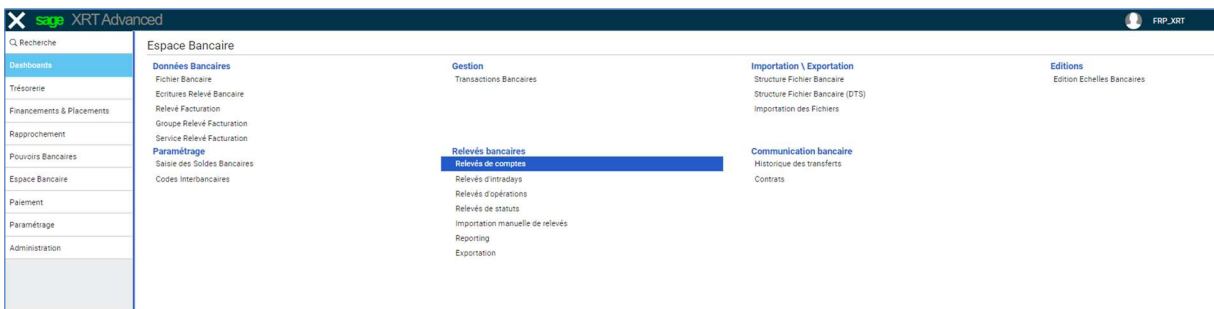 sage XRT Advanced
FRP_XRT
Recherche
Dashboards
Trésorerie
Financements & Placements
Rapprochement
Pouvoirs Bancaires
Espace Bancaire
Paiement
Paramétrage
Administration
Espace Bancaire
Données Bancaires
Fichier Bancaire
Ecritures Relevé Bancaire
Relevé Facturation
Groupe Relevé Facturation
Service Relevé Facturation
Gestion
Transactions Bancaires
Importation \ Exportation
Structure Fichier Bancaire
Structure Fichier Bancaire (DTS)
Importation des Fichiers
Editions
Edition Echelles Bancaires
Paramétrage
Saisie des Soldes Bancaires
Codes Interbancaires
Relevés bancaires
Relevés de comptes
Relevés d'intradays
Relevés d'opérations
Relevés de statuts
Importation manuelle de relevés
Reporting
Exportation
Communication bancaire
Historique des transferts
Contrats